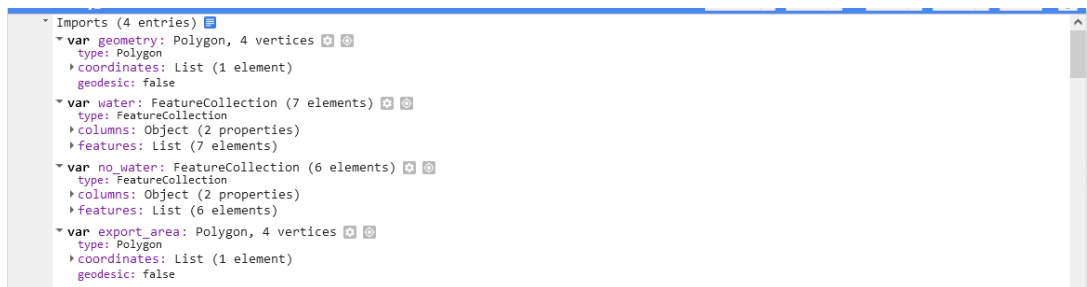 Imports (4 entries)
var geometry: Polygon, 4 vertices
type: Polygon
coordinates: List (1 element)
geodesic: false
var water: FeatureCollection (7 elements)
type: FeatureCollection
columns: Object (2 properties)
features: List (7 elements)
var no_water: FeatureCollection (6 elements)
type: FeatureCollection
columns: Object (2 properties)
features: List (6 elements)
var export_area: Polygon, 4 vertices
type: Polygon
coordinates: List (1 element)
geodesic: false